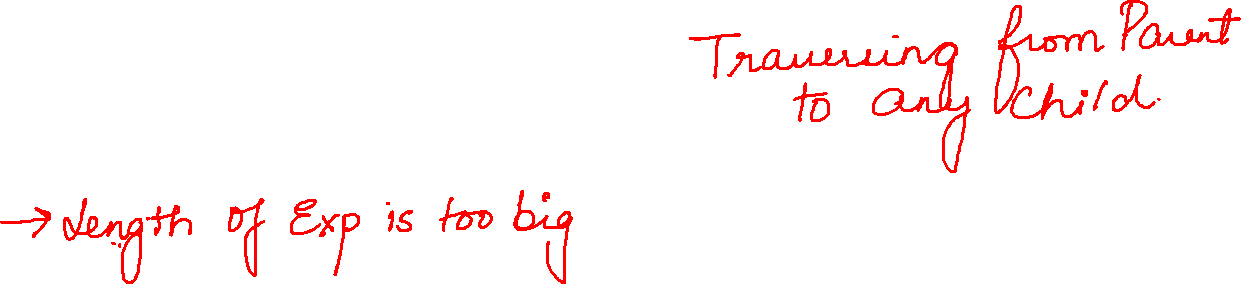 Traversing from Parent
to any Child.
→ Length of Exp is too big